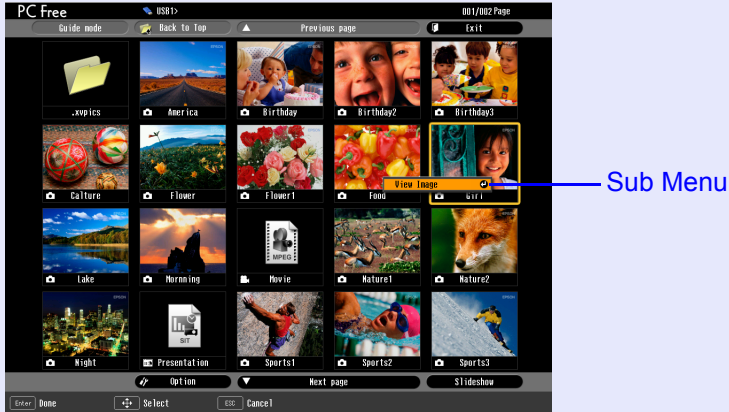 PC Free USB1> 001/002 Page
Guide mode Back to Top Previous page Exit
.xvpics America Birthday Birthday2 Birthday3
Calture Flower Flower1 Food Girl
View Image
Sub Menu
Lake Mornning Movie Nature1 Nature2
MPEG
SIT
Night Presentation Sports1 Sports2 Sports3
Option Next page Slideshow
Enter Done Select ESC Cancel